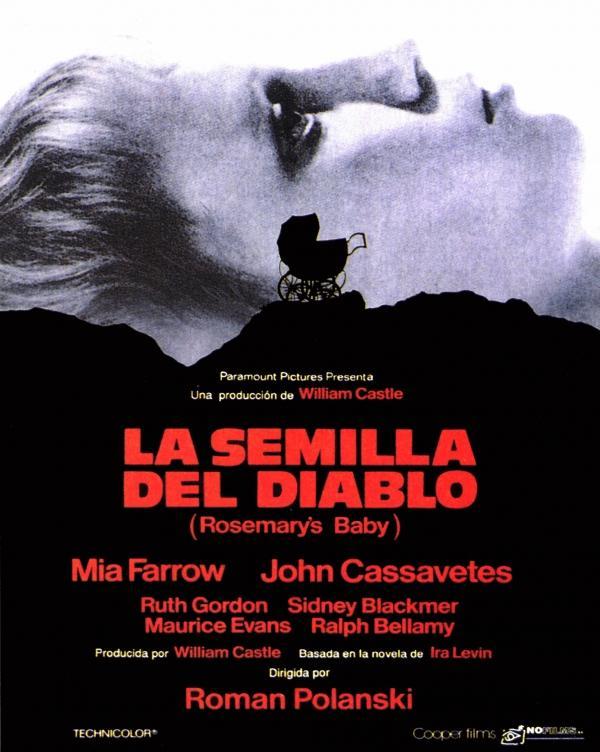 Paramount Pictures Presenta
Una producción de William Castle
LA SEMILLA
DEL DIABLO
(Rosemary's Baby)
Mia Farrow John Cassavetes
Ruth Gordon Sidney Blackmer
Maurice Evans Ralph Bellamy
Producida por William Castle Basada en la novela de Ira Levin
Dirigida por
Roman Polanski
TECHNICOLOR® Cooper films NOFILMS